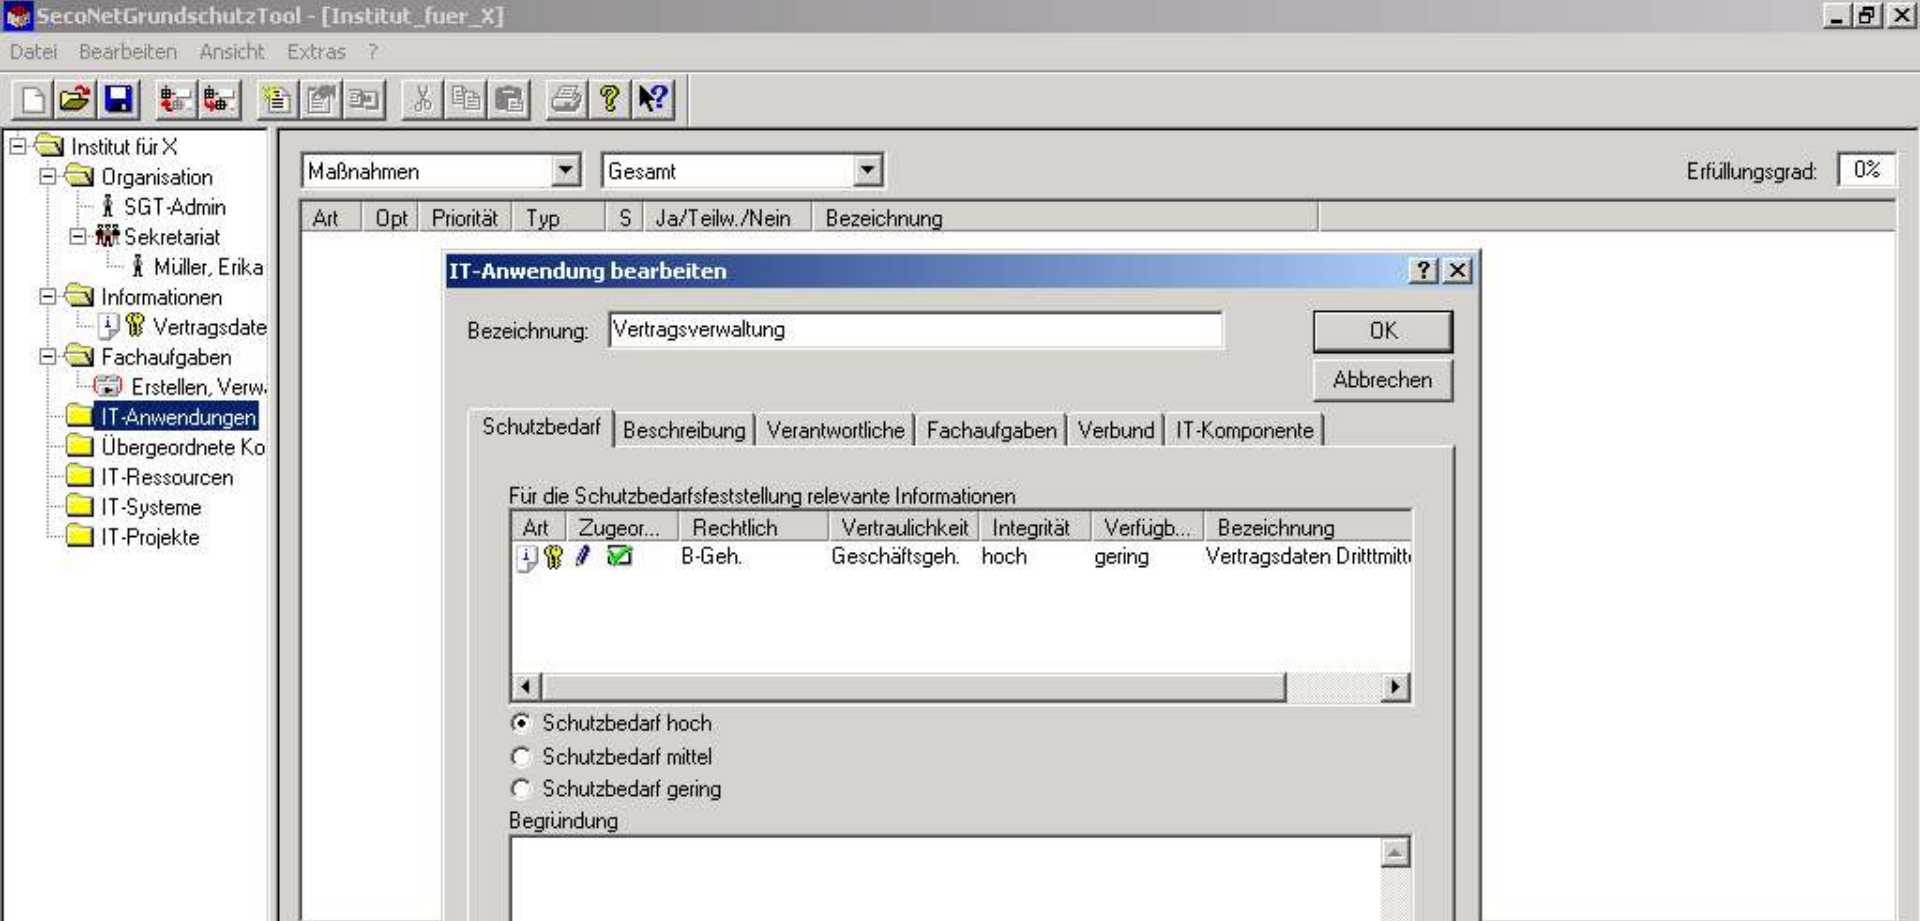 SecoNetGrundschutzTool - [Institut_fuer_X]
Datei Bearbeiten Ansicht Extras ?
Institut für X
Organisation
SGT-Admin
Sekretariat
Müller, Erika
Informationen
Vertragsdate
Fachaufgaben
Erstellen, Verw
IT-Anwendungen
Übergeordnete Ko
IT-Ressourcen
IT-Systeme
IT-Projekte
Maßnahmen Gesamt Erfüllungsgrad: 0%
Art Opt Priorität Typ S Ja/Teilw./Nein Bezeichnung
IT-Anwendung bearbeiten
Bezeichnung: Vertragsverwaltung OK
Abbrechen
Schutzbedarf Beschreibung Verantwortliche Fachaufgaben Verbund IT-Komponente
Für die Schutzbedarfsfeststellung relevante Informationen
Art Zugeor... Rechtlich Vertraulichkeit Integrität Verfügb... Bezeichnung
B-Geh. Geschäftsgeh. hoch gering Vertragsdaten Dritttmitt
Schutzbedarf hoch
Schutzbedarf mittel
Schutzbedarf gering
Begründung